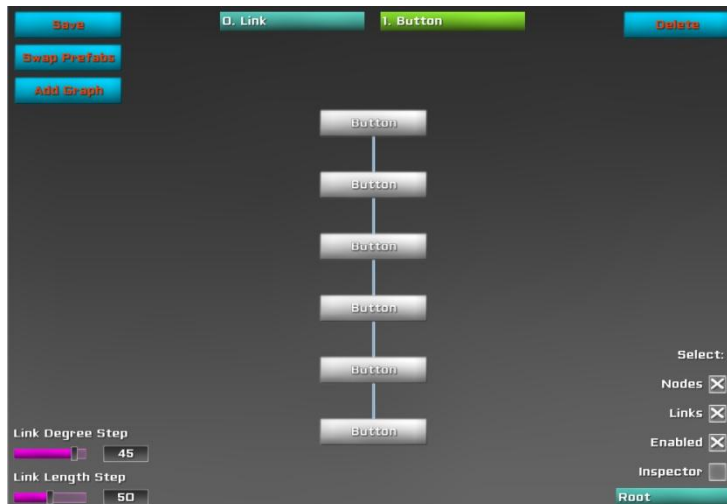 Save
0. Link
1. Button
Delete
Swap Prefabs
Add Graph
Button
Button
Button
Button
Button
Button
Select:
Nodes
Links
Enabled
Inspector
Root
Link Degree Step
45
Link Length Step
50